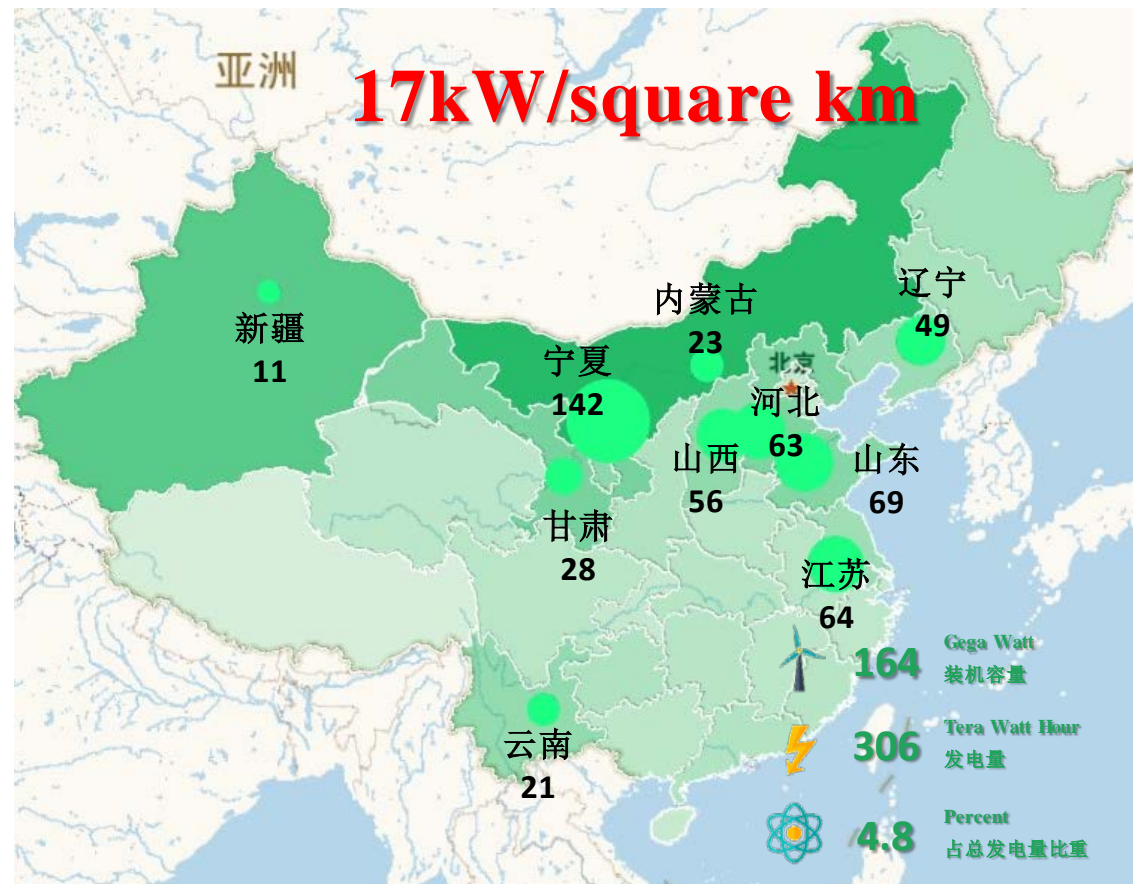 亚洲
17kW/square km
辽宁
49
内蒙古
23
新疆
11
宁夏
142
北京
河北
63
山西
56
山东
69
甘肃
28
江苏
64
164
Gega Watt
装机容量
云南
21
306
Tera Watt Hour
发电量
4.8
Percent
占总发电量比重